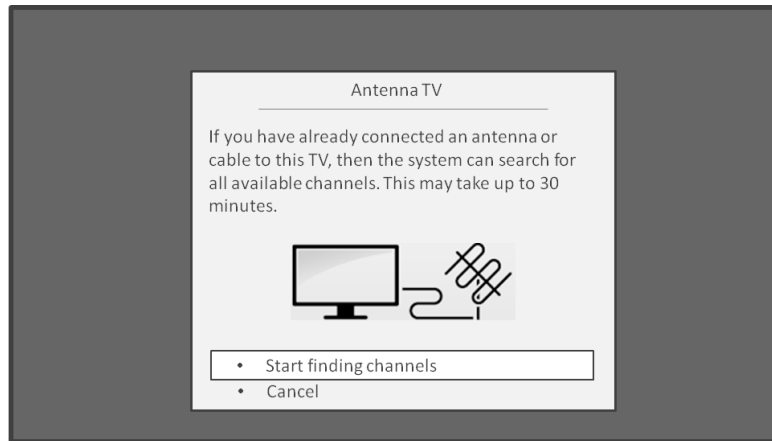 Antenna TV
If you have already connected an antenna or
cable to this TV, then the system can search for
all available channels. This may take up to 30
minutes.
• Start finding channels
• Cancel